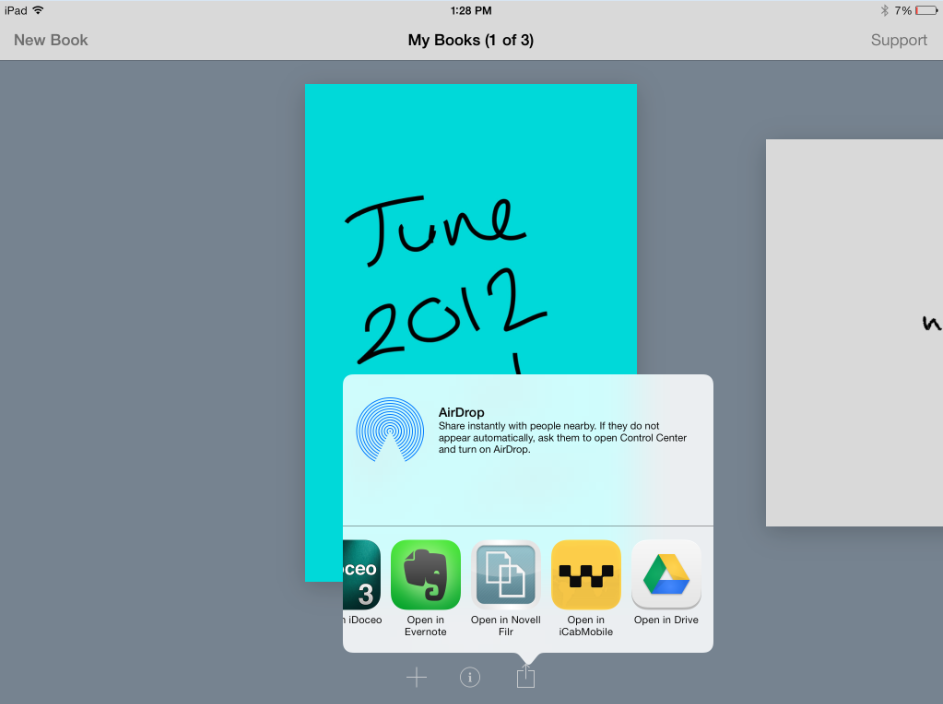 iPad 1:28 PM 7%
New Book My Books (1 of 3) Support
June
2012
AirDrop
Share instantly with people nearby. If they do not
appear automatically, ask them to open Control Center
and turn on AirDrop.
ceo
3
iDoceo
Open in
Evernote
Open in Novell
Filr
Open in
iCabMobile
Open in Drive